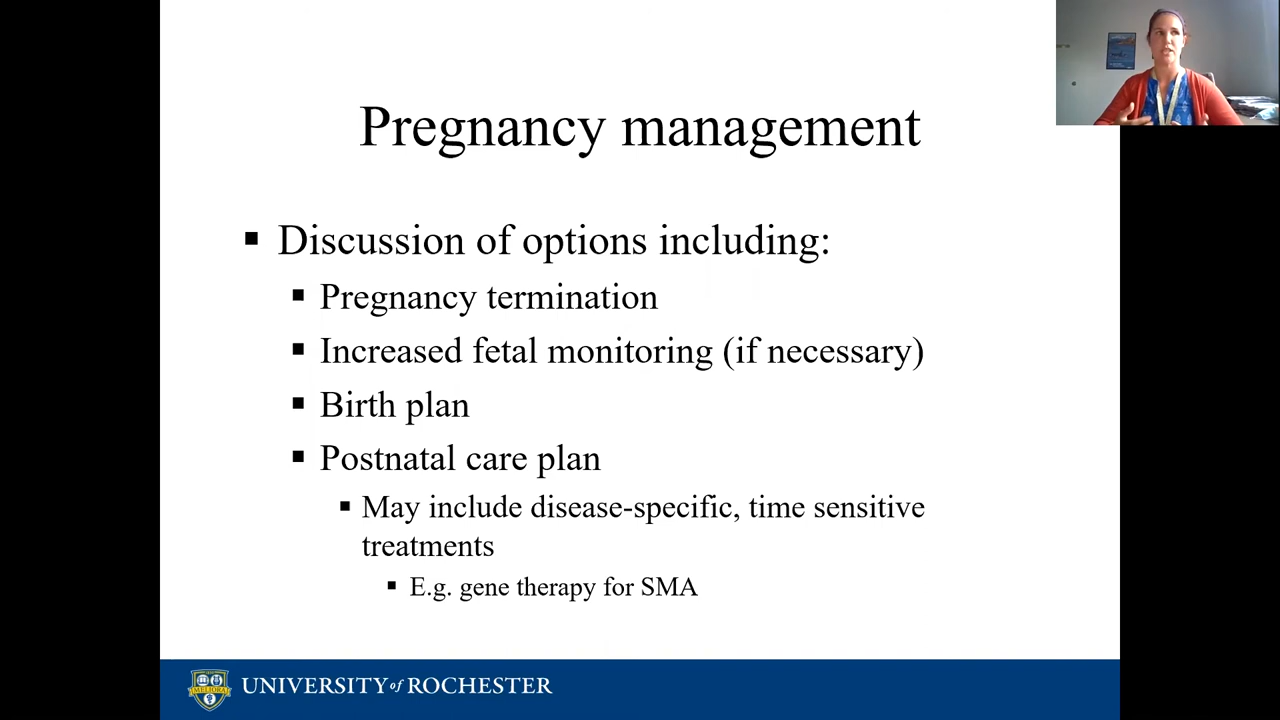 Pregnancy management
▪ Discussion of options including:
▪ Pregnancy termination
▪ Increased fetal monitoring (if necessary)
▪ Birth plan
▪ Postnatal care plan
▪ May include disease-specific, time sensitive
treatments
▪ E.g. gene therapy for SMA
MELIORA
UNIVERSITY of ROCHESTER